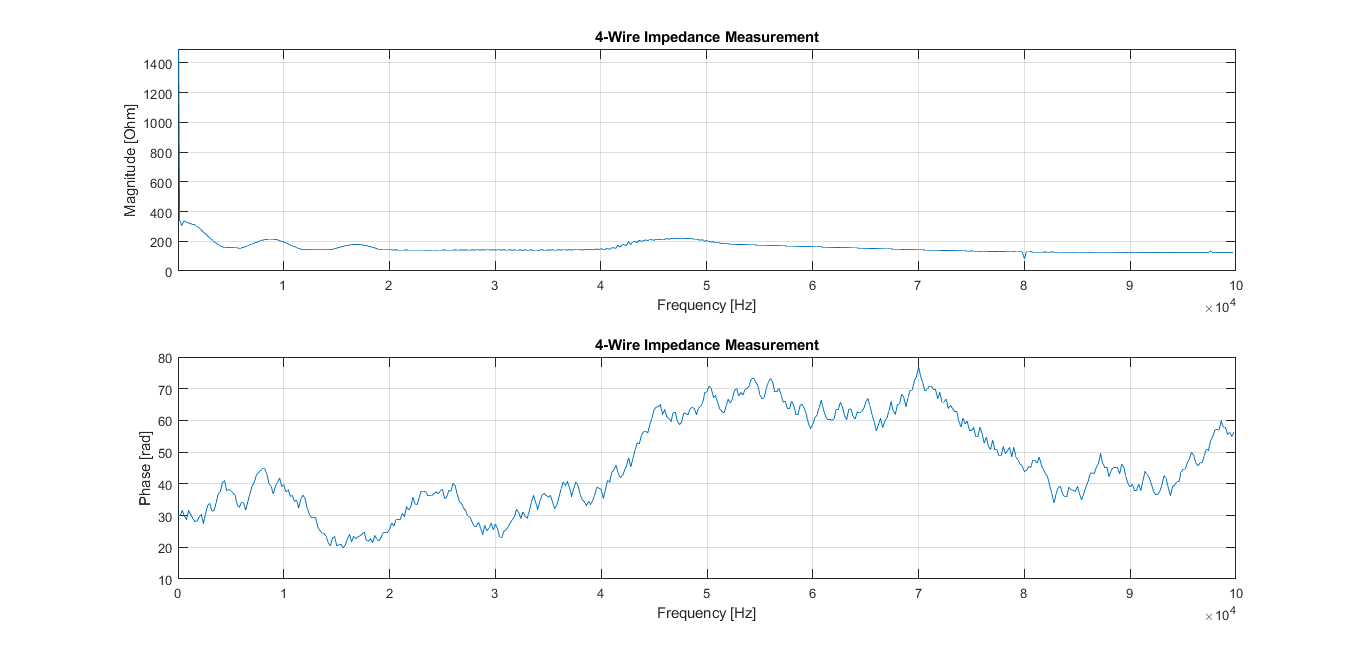 4-Wire Impedance Measurement
1400
1200
1000
800
600
400
200
0
Magnitude [Ohm]
1 2 3 4 5 6 7 8 9 10
Frequency [Hz]
×10^4
4-Wire Impedance Measurement
80
70
60
50
40
30
20
10
Phase [rad]
0 1 2 3 4 5 6 7 8 9 10
Frequency [Hz]
×10^4